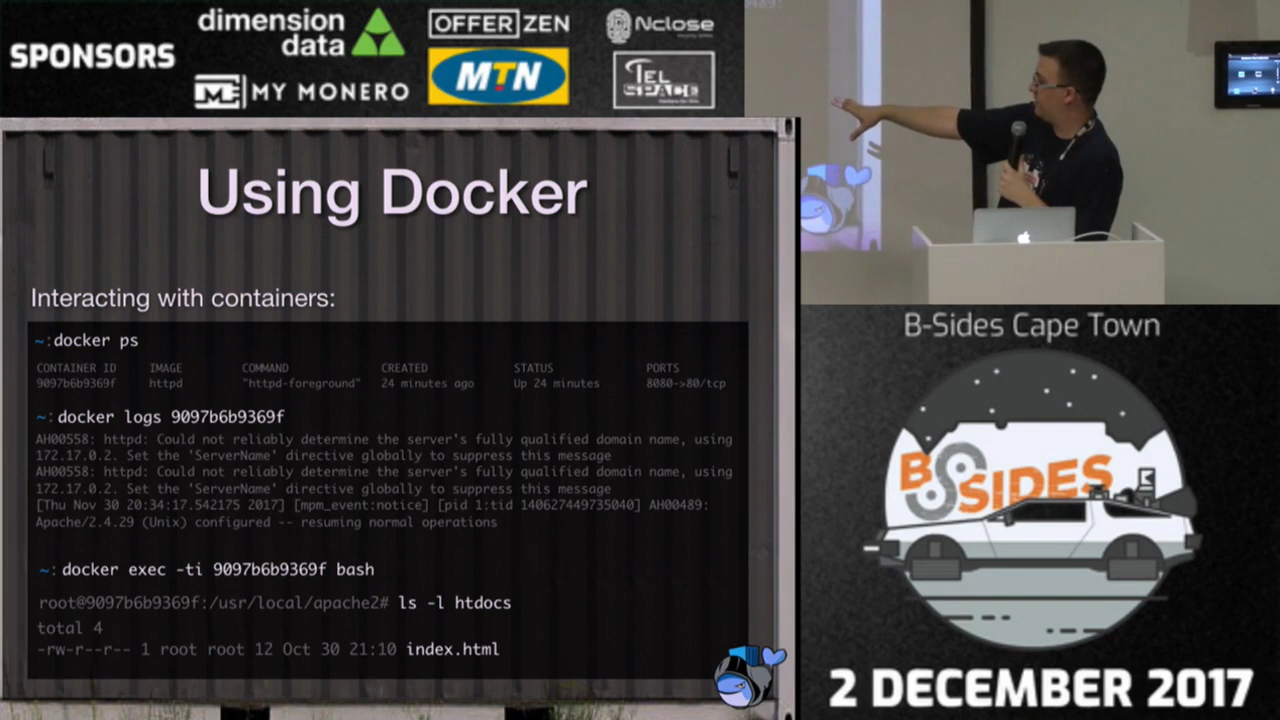 SPONSORS
dimension
data
OFFERZEN
Nclose
MY MONERO
MTN
TEL
SPACE
Using Docker
Interacting with containers:
~:docker ps
CONTAINER ID IMAGE COMMAND CREATED STATUS PORTS
9097b6b9369f httpd "httpd-foreground" 24 minutes ago Up 24 minutes 8080->80/tcp
~:docker logs 9097b6b9369f
AH00558: httpd: Could not reliably determine the server's fully qualified domain name, using
172.17.0.2. Set the 'ServerName' directive globally to suppress this message
AH00558: httpd: Could not reliably determine the server's fully qualified domain name, using
172.17.0.2. Set the 'ServerName' directive globally to suppress this message
[Thu Nov 30 20:34:17.542175 2017] [mpm_event:notice] [pid 1:tid 140627449735040] AH00489:
Apache/2.4.29 (Unix) configured -- resuming normal operations
~:docker exec -ti 9097b6b9369f bash
root@9097b6b9369f:/usr/local/apache2# ls -l htdocs
total 4
-rw-r--r-- 1 root root 12 Oct 30 21:10 index.html
B-Sides Cape Town
BSIDES
2 DECEMBER 2017